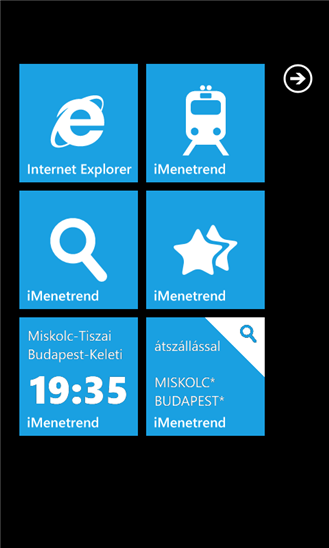 Internet Explorer
iMenetrend
iMenetrend
iMenetrend
Miskolc-Tiszai
Budapest-Keleti
19:35
iMenetrend
átszállással
MISKOLC*
BUDAPEST*
iMenetrend